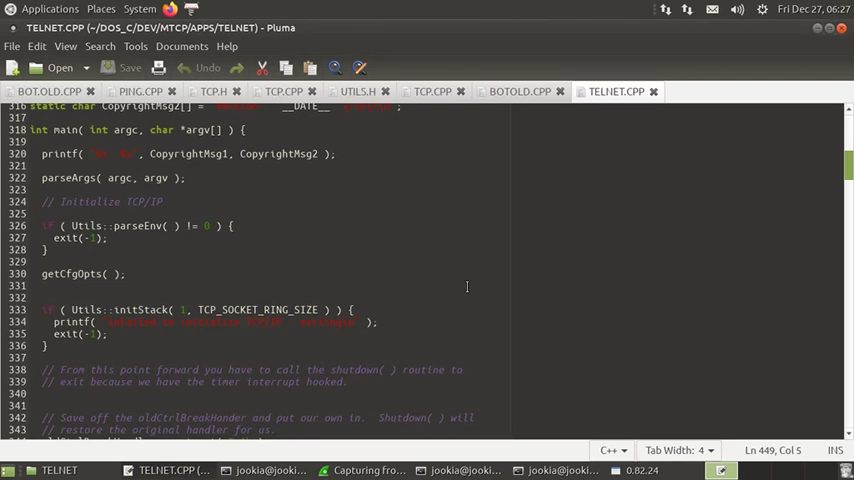 Applications Places System Fri Dec 27, 06:27
TELNET.CPP (~/DOS_C/DEV/MTCP/APPS/TELNET) - Pluma
File Edit View Search Tools Documents Help
Open Save Undo
BOT.OLD.CPP PING.CPP TCP.H TCP.CPP UTILS.H TCP.CPP BOTOLD.CPP TELNET.CPP
316 static char CopyrightMsg2[] = __DATE__
317
318 int main( int argc, char *argv[] ) {
319
320 printf( CopyrightMsg1, CopyrightMsg2 );
321
322 parseArgs( argc, argv );
323
324 // Initialize TCP/IP
325
326 if ( Utils::parseEnv( ) != 0 ) {
327 exit(-1);
328 }
329
330 getCfgOpts( );
331
332
333 if ( Utils::initStack( 1, TCP_SOCKET_RING_SIZE ) ) {
334 printf( "\nFailed to initialize TCP/IP - exiting\n" );
335 exit(-1);
336 }
337
338 // From this point forward you have to call the shutdown( ) routine to
339 // exit because we have the timer interrupt hooked.
340
341
342 // Save off the oldCtrlBreakHander and put our own in. Shutdown( ) will
343 // restore the original handler for us.
C++ Tab Width: 4 Ln 449, Col 5 INS
TELNET TELNET.CPP (~... jookia@jooki... Capturing fro... jookia@jooki... jookia@jooki... 0.82.24